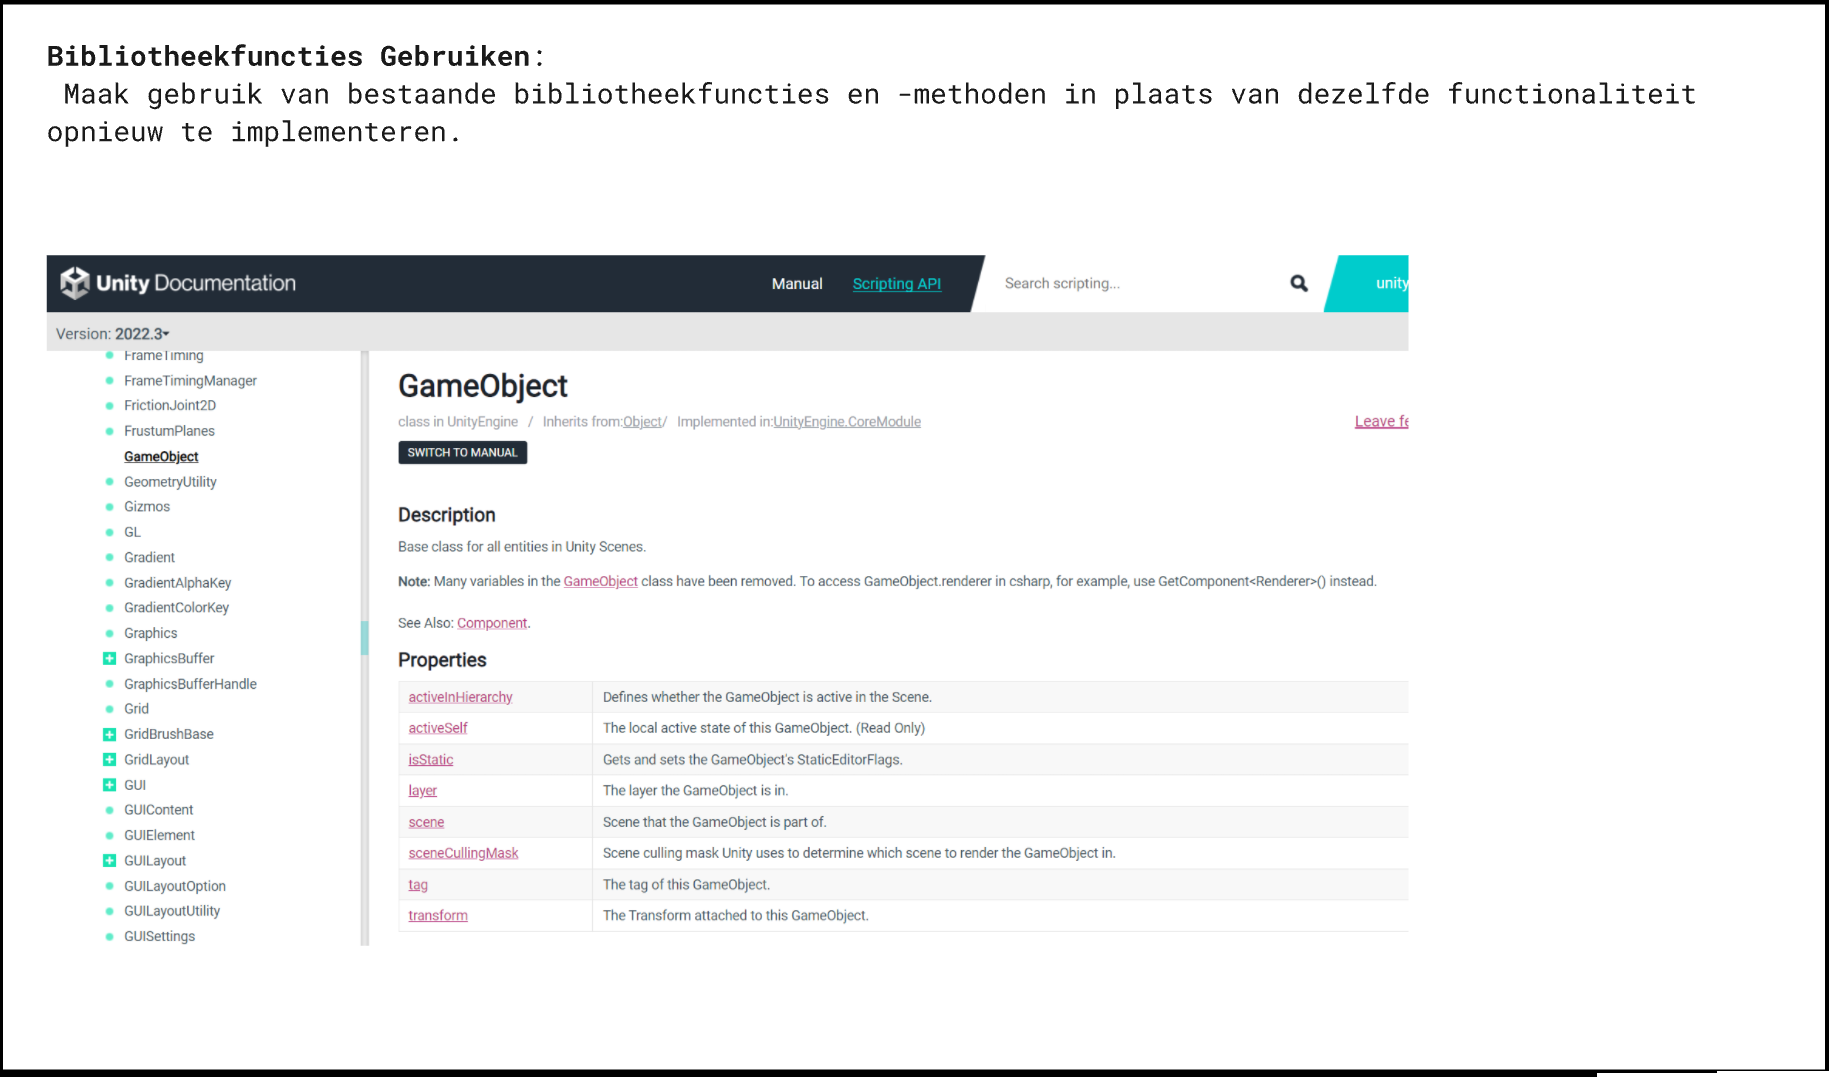 Bibliotheekfuncties Gebruiken:
Maak gebruik van bestaande bibliotheekfuncties en -methoden in plaats van dezelfde functionaliteit
opnieuw te implementeren.
Unity Documentation
Manual
Scripting API
Search scripting...
unity
Version: 2022.3
FrameTiming
FrameTimingManager
FrictionJoint2D
FrustumPlanes
GameObject
GeometryUtility
Gizmos
GL
Gradient
GradientAlphaKey
GradientColorKey
Graphics
GraphicsBuffer
GraphicsBufferHandle
Grid
GridBrushBase
GridLayout
GUI
GUIContent
GUIElement
GUILayout
GUILayoutOption
GUILayoutUtility
GUISettings
GameObject
class in UnityEngine / Inherits from:Object/ Implemented in:UnityEngine.CoreModule
Leave fe
SWITCH TO MANUAL
Description
Base class for all entities in Unity Scenes.
Note: Many variables in the GameObject class have been removed. To access GameObject.renderer in csharp, for example, use GetComponent<Renderer>() instead.
See Also: Component.
Properties
activeInHierarchy Defines whether the GameObject is active in the Scene.
activeSelf The local active state of this GameObject. (Read Only)
isStatic Gets and sets the GameObject's StaticEditorFlags.
layer The layer the GameObject is in.
scene Scene that the GameObject is part of.
sceneCullingMask Scene culling mask Unity uses to determine which scene to render the GameObject in.
tag The tag of this GameObject.
transform The Transform attached to this GameObject.